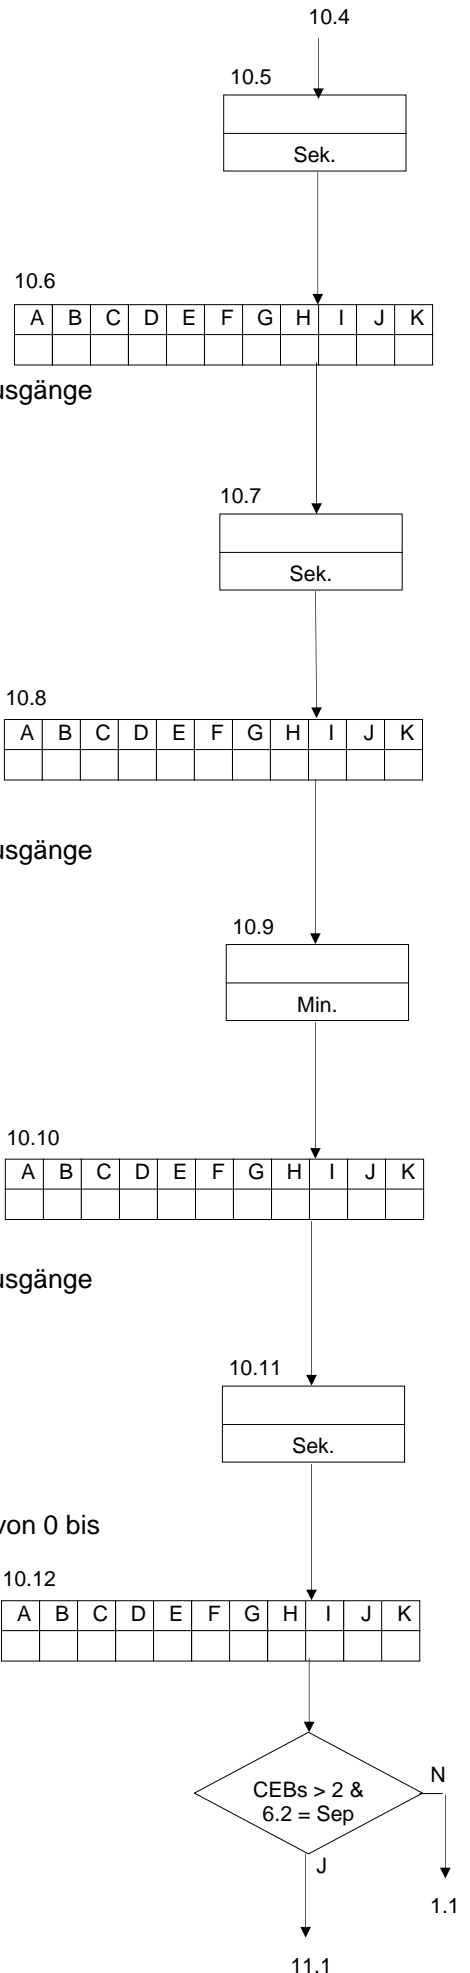 10.4
10.5
Sek.
10.6
A B C D E F G H I J K
usgänge
10.7
Sek.
10.8
A B C D E F G H I J K
usgänge
10.9
Min.
10.10
A B C D E F G H I J K
usgänge
10.11
Sek.
von 0 bis
10.12
A B C D E F G H I J K
CEBs > 2 &
6.2 = Sep
N
J
1.1
11.1